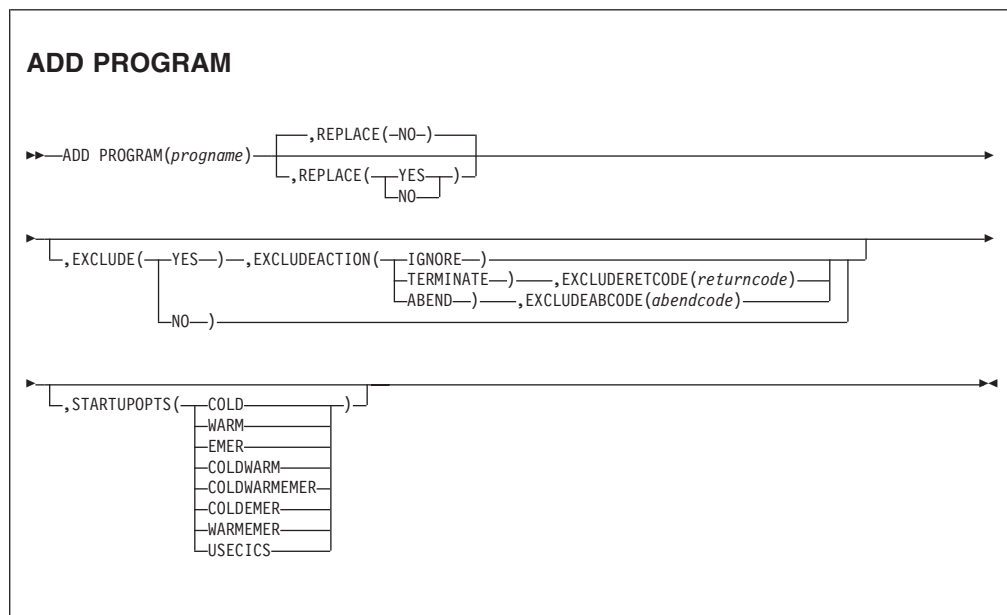 ADD PROGRAM
,REPLACE(NO)
ADD PROGRAM(progname)
,REPLACE( YES )
NO
,EXCLUDE( YES ) ,EXCLUDEACTION( IGNORE )
TERMINATE ) ,EXCLUDERETCODE(returncode)
ABEND ) ,EXCLUDEABCODE(abendcode)
NO )
,STARTUPOPTS( COLD )
WARM
EMER
COLDWARM
COLDWARMEMER
COLDEMER
WARMEMER
USECICS